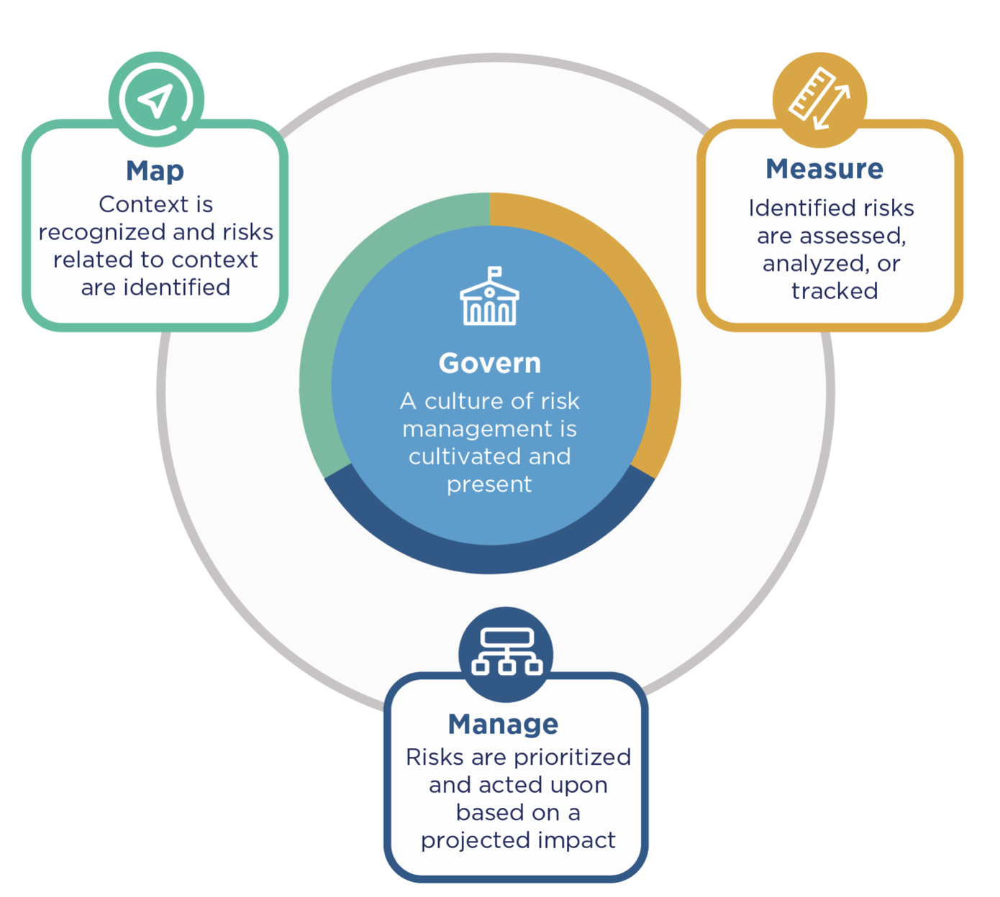 Map
Context is
recognized and risks
related to context
are identified
Measure
Identified risks
are assessed,
analyzed, or
tracked
Govern
A culture of risk
management is
cultivated and
present
Manage
Risks are prioritized
and acted upon
based on a
projected impact